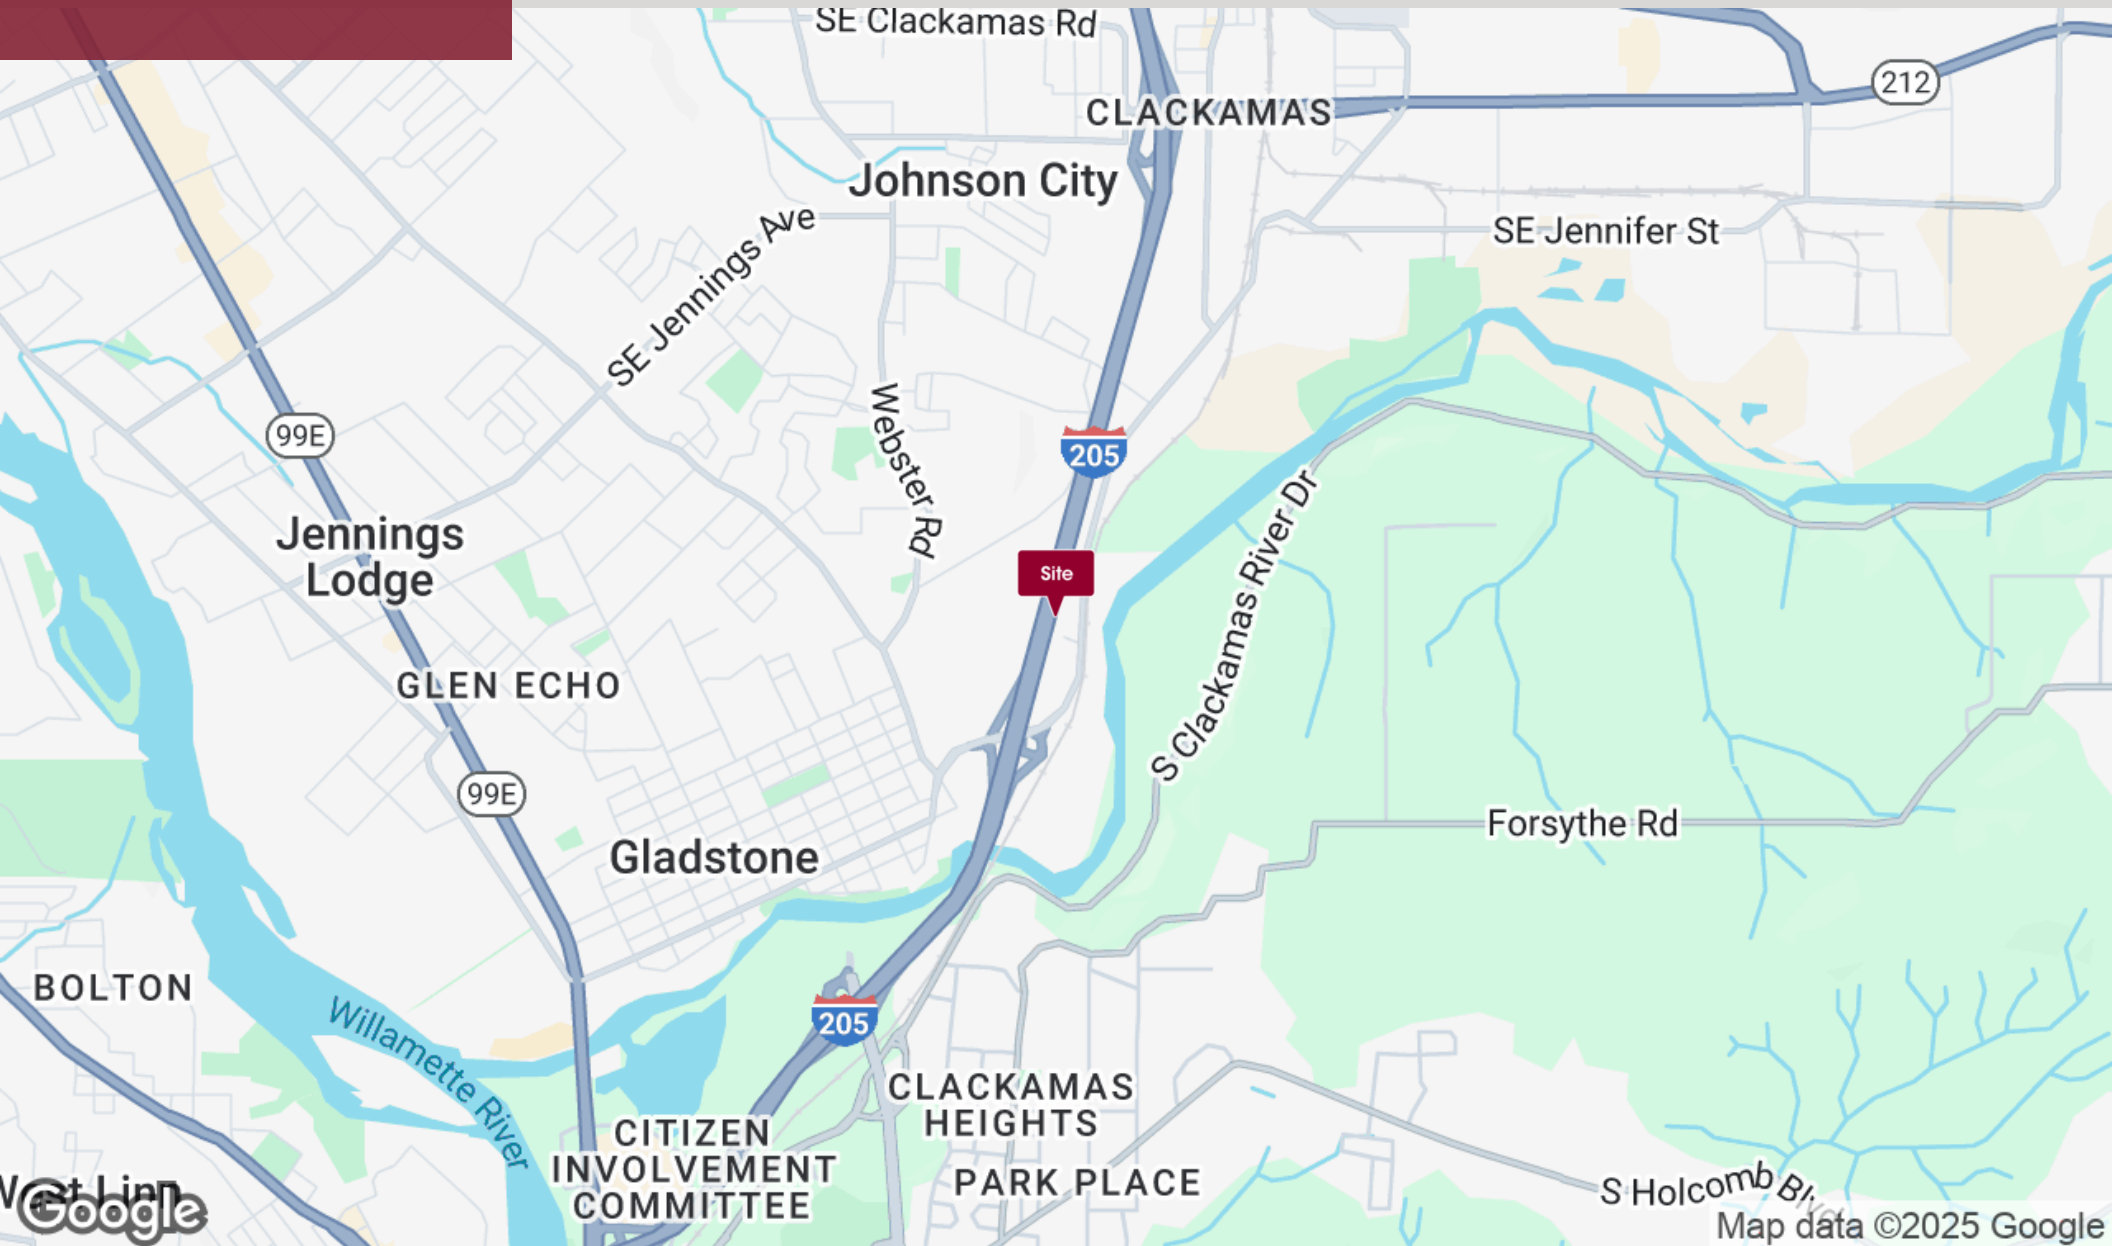 SE Clackamas Rd
212
CLACKAMAS
Johnson City
SE Jennings Ave
SE Jennifer St
Webster Rd
99E
205
Jennings
Lodge
Site
S Clackamas River Dr
GLEN ECHO
99E
Forsythe Rd
Gladstone
BOLTON
Willamette River
205
CLACKAMAS
HEIGHTS
CITIZEN
INVOLVEMENT
COMMITTEE
PARK PLACE
West Linn
S Holcomb Blvd
Google
Map data ©2025 Google